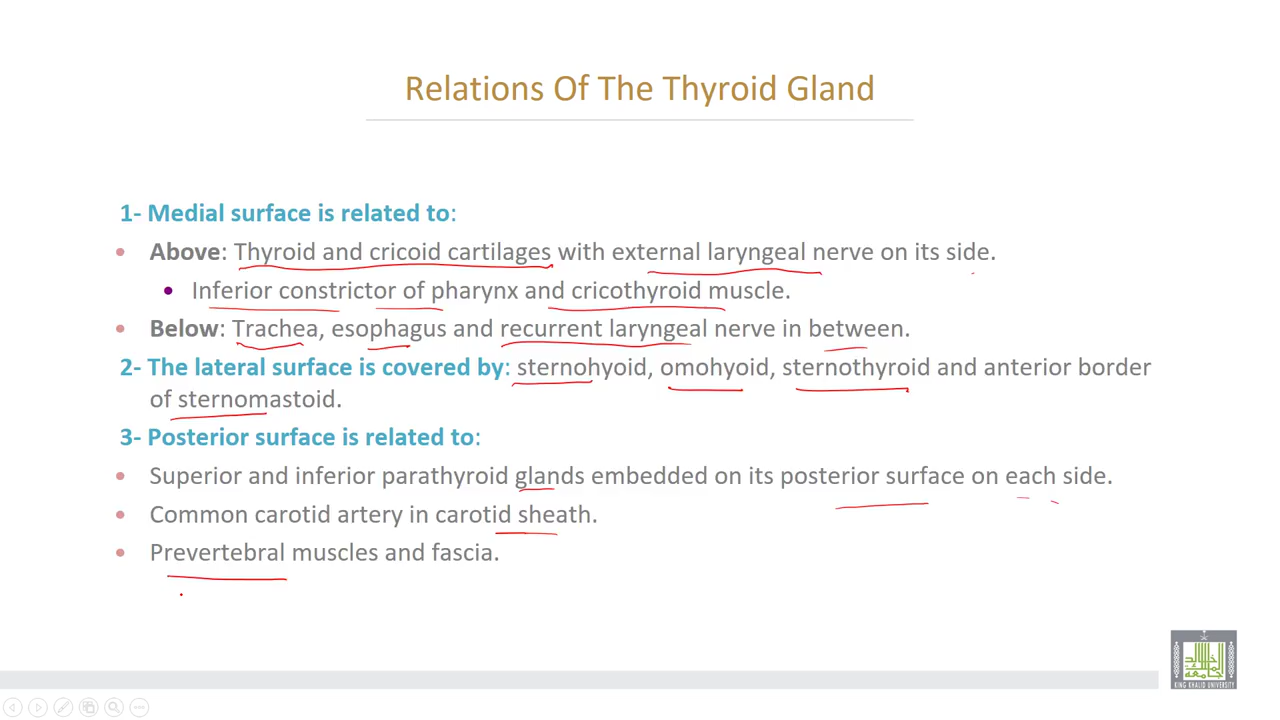 Relations Of The Thyroid Gland
1- Medial surface is related to:
• Above: Thyroid and cricoid cartilages with external laryngeal nerve on its side.
• Inferior constrictor of pharynx and cricothyroid muscle.
• Below: Trachea, esophagus and recurrent laryngeal nerve in between.
2- The lateral surface is covered by: sternohyoid, omohyoid, sternothyroid and anterior border
of sternomastoid.
3- Posterior surface is related to:
• Superior and inferior parathyroid glands embedded on its posterior surface on each side.
• Common carotid artery in carotid sheath.
• Prevertebral muscles and fascia.
KING KHALID UNIVERSITY